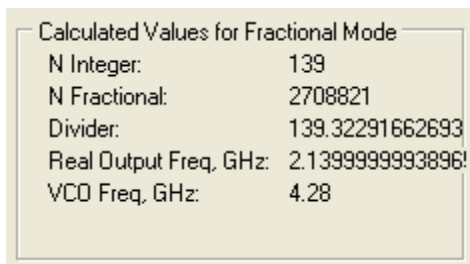 Calculated Values for Fractional Mode
N Integer: 139
N Fractional: 2708821
Divider: 139.32291662693
Real Output Freq, GHz: 2.1399999993896
VCO Freq, GHz: 4.28